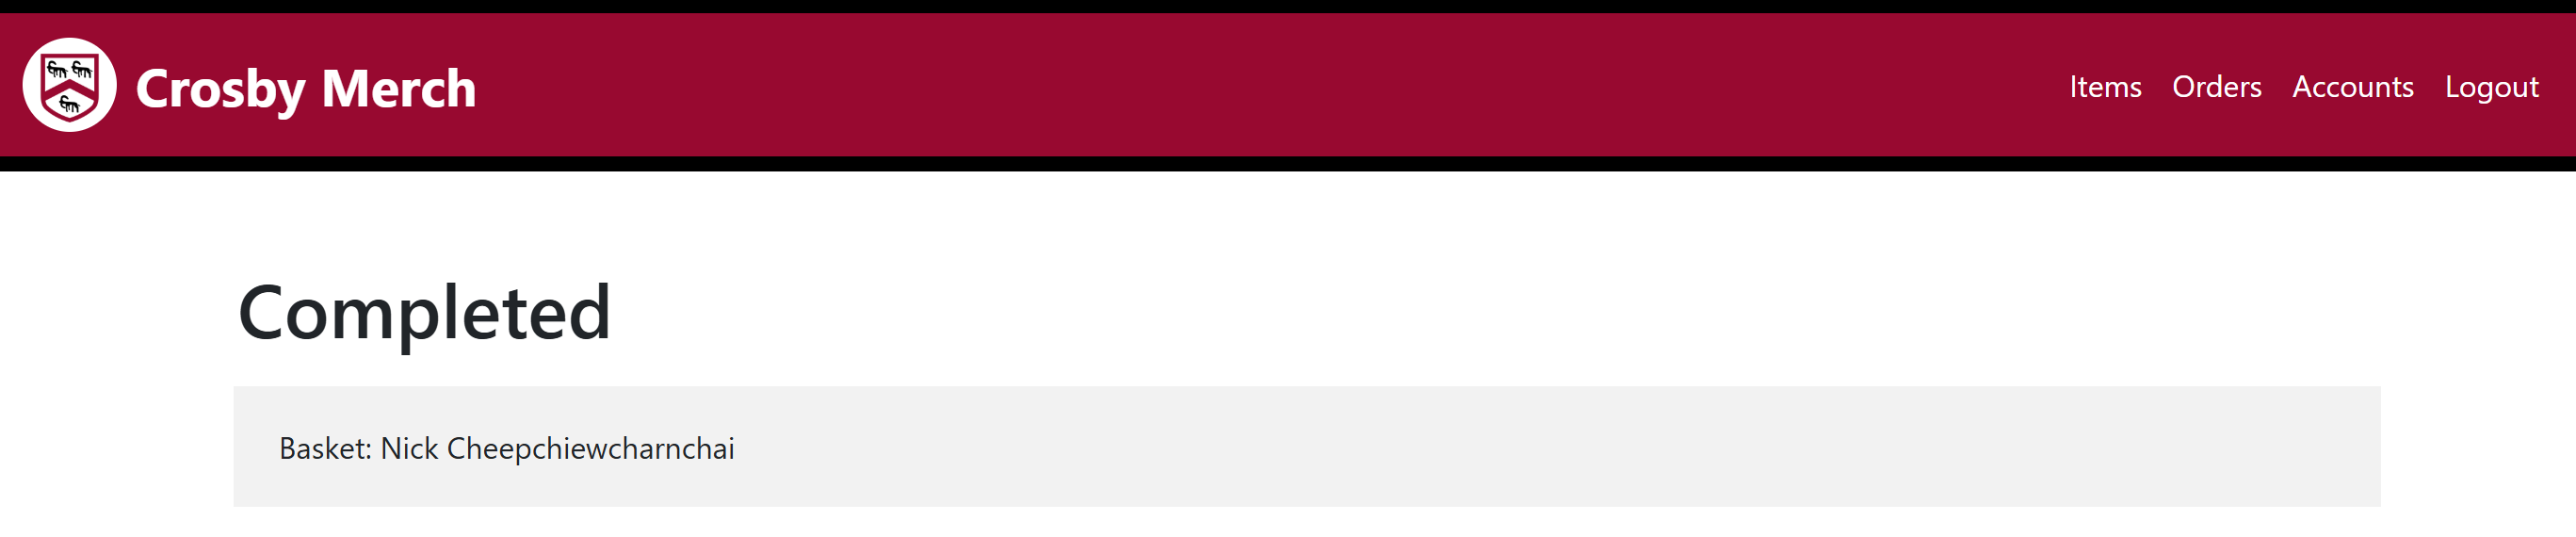 Crosby Merch
Items Orders Accounts Logout
Completed
Basket: Nick Cheepchiewcharnchai